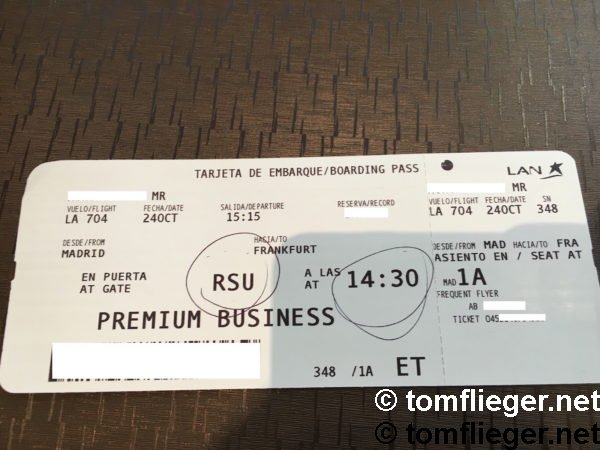 TARJETA DE EMBARQUE/BOARDING PASS
LAN
MR
MR
VUELO/FLIGHT FECHA/DATE SALIDA/DEPARTURE RESERVA/RECORD
LA 704 24OCT 15:15
VUELO/FLIGHT FECHA/DATE SN
LA 704 24OCT 348
DESDE/FROM HACIA/TO
MADRID FRANKFURT
DESDE/FROM MAD HACIA/TO FRA
ASIENTO EN / SEAT AT
MAD 1A
EN PUERTA RSU A LAS 14:30
AT GATE AT
FREQUENT FLYER
AB
TICKET 045
PREMIUM BUSINESS
348 /1A ET
© tomflieger.net
© tomflieger.net